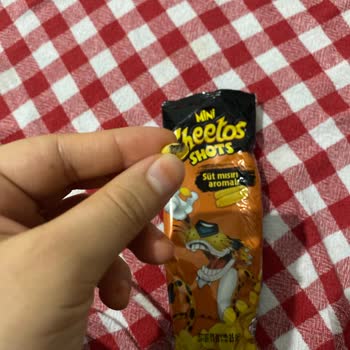 MINI
Cheetos
SHOTS
Süt mısırı
aromalı